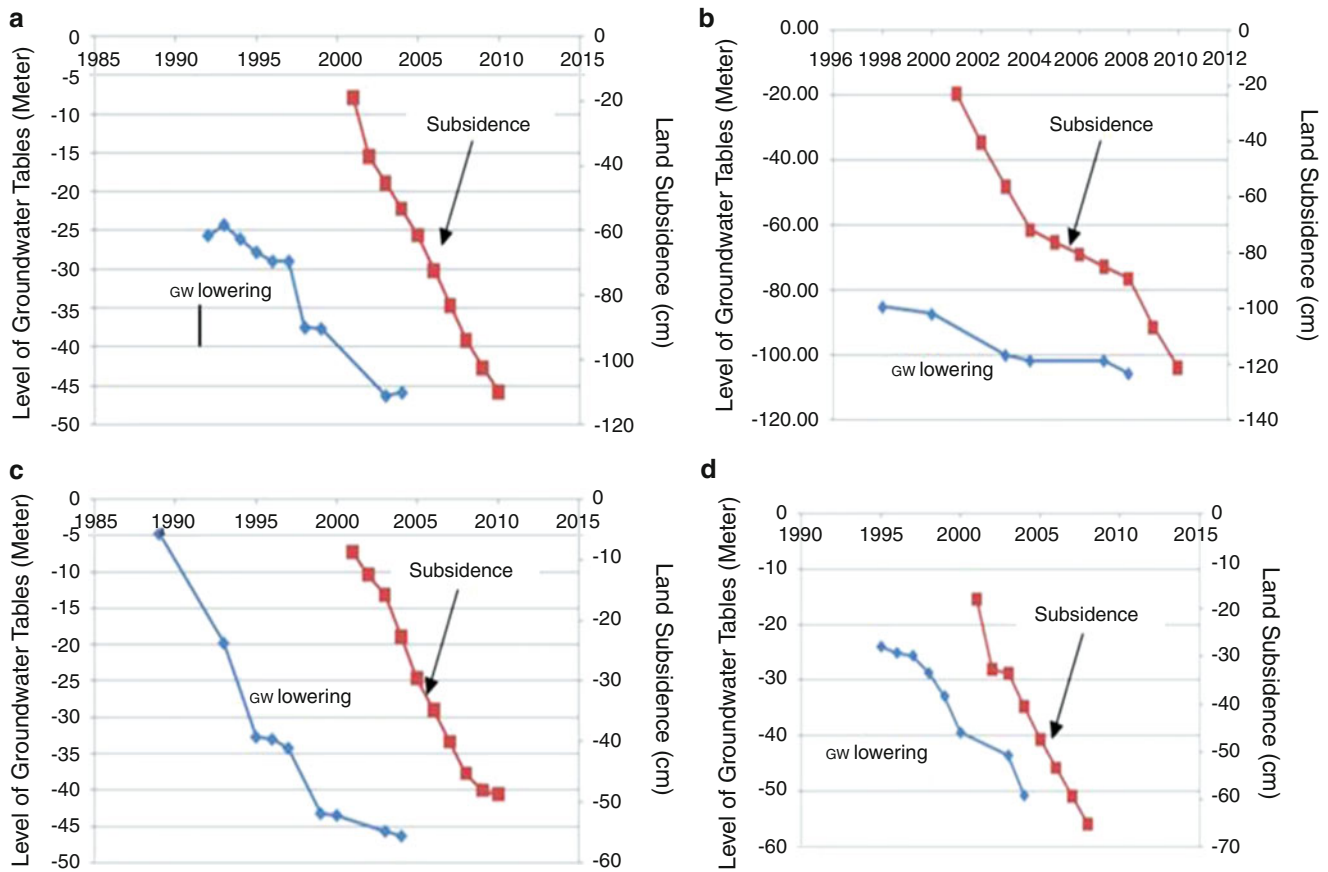 a
Level of Groundwater Tables (Meter)
0
-5
-10
-15
-20
-25
-30
-35
-40
-45
-50
1985 1990 1995 2000 2005 2010 2015
Subsidence
GW lowering
0
-20
-40
-60
-80
-100
-120
Land Subsidence (cm)
b
Level of Groundwater Tables (Meter)
0.00
-20.00
-40.00
-60.00
-80.00
-100.00
-120.00
1996 1998 2000 2002 2004 2006 2008 2010 2012
Subsidence
GW lowering
0
-20
-40
-60
-80
-100
-120
-140
Land Subsidence (cm)
c
Level of Groundwater Tables (Meter)
0
-5
-10
-15
-20
-25
-30
-35
-40
-45
-50
1985 1990 1995 2000 2005 2010 2015
Subsidence
GW lowering
0
-10
-20
-30
-40
-50
-60
Land Subsidence (cm)
d
Level of Groundwater Tables (Meter)
0
-10
-20
-30
-40
-50
-60
1990 1995 2000 2005 2010 2015
Subsidence
GW lowering
0
-10
-20
-30
-40
-50
-60
-70
Land Subsidence (cm)